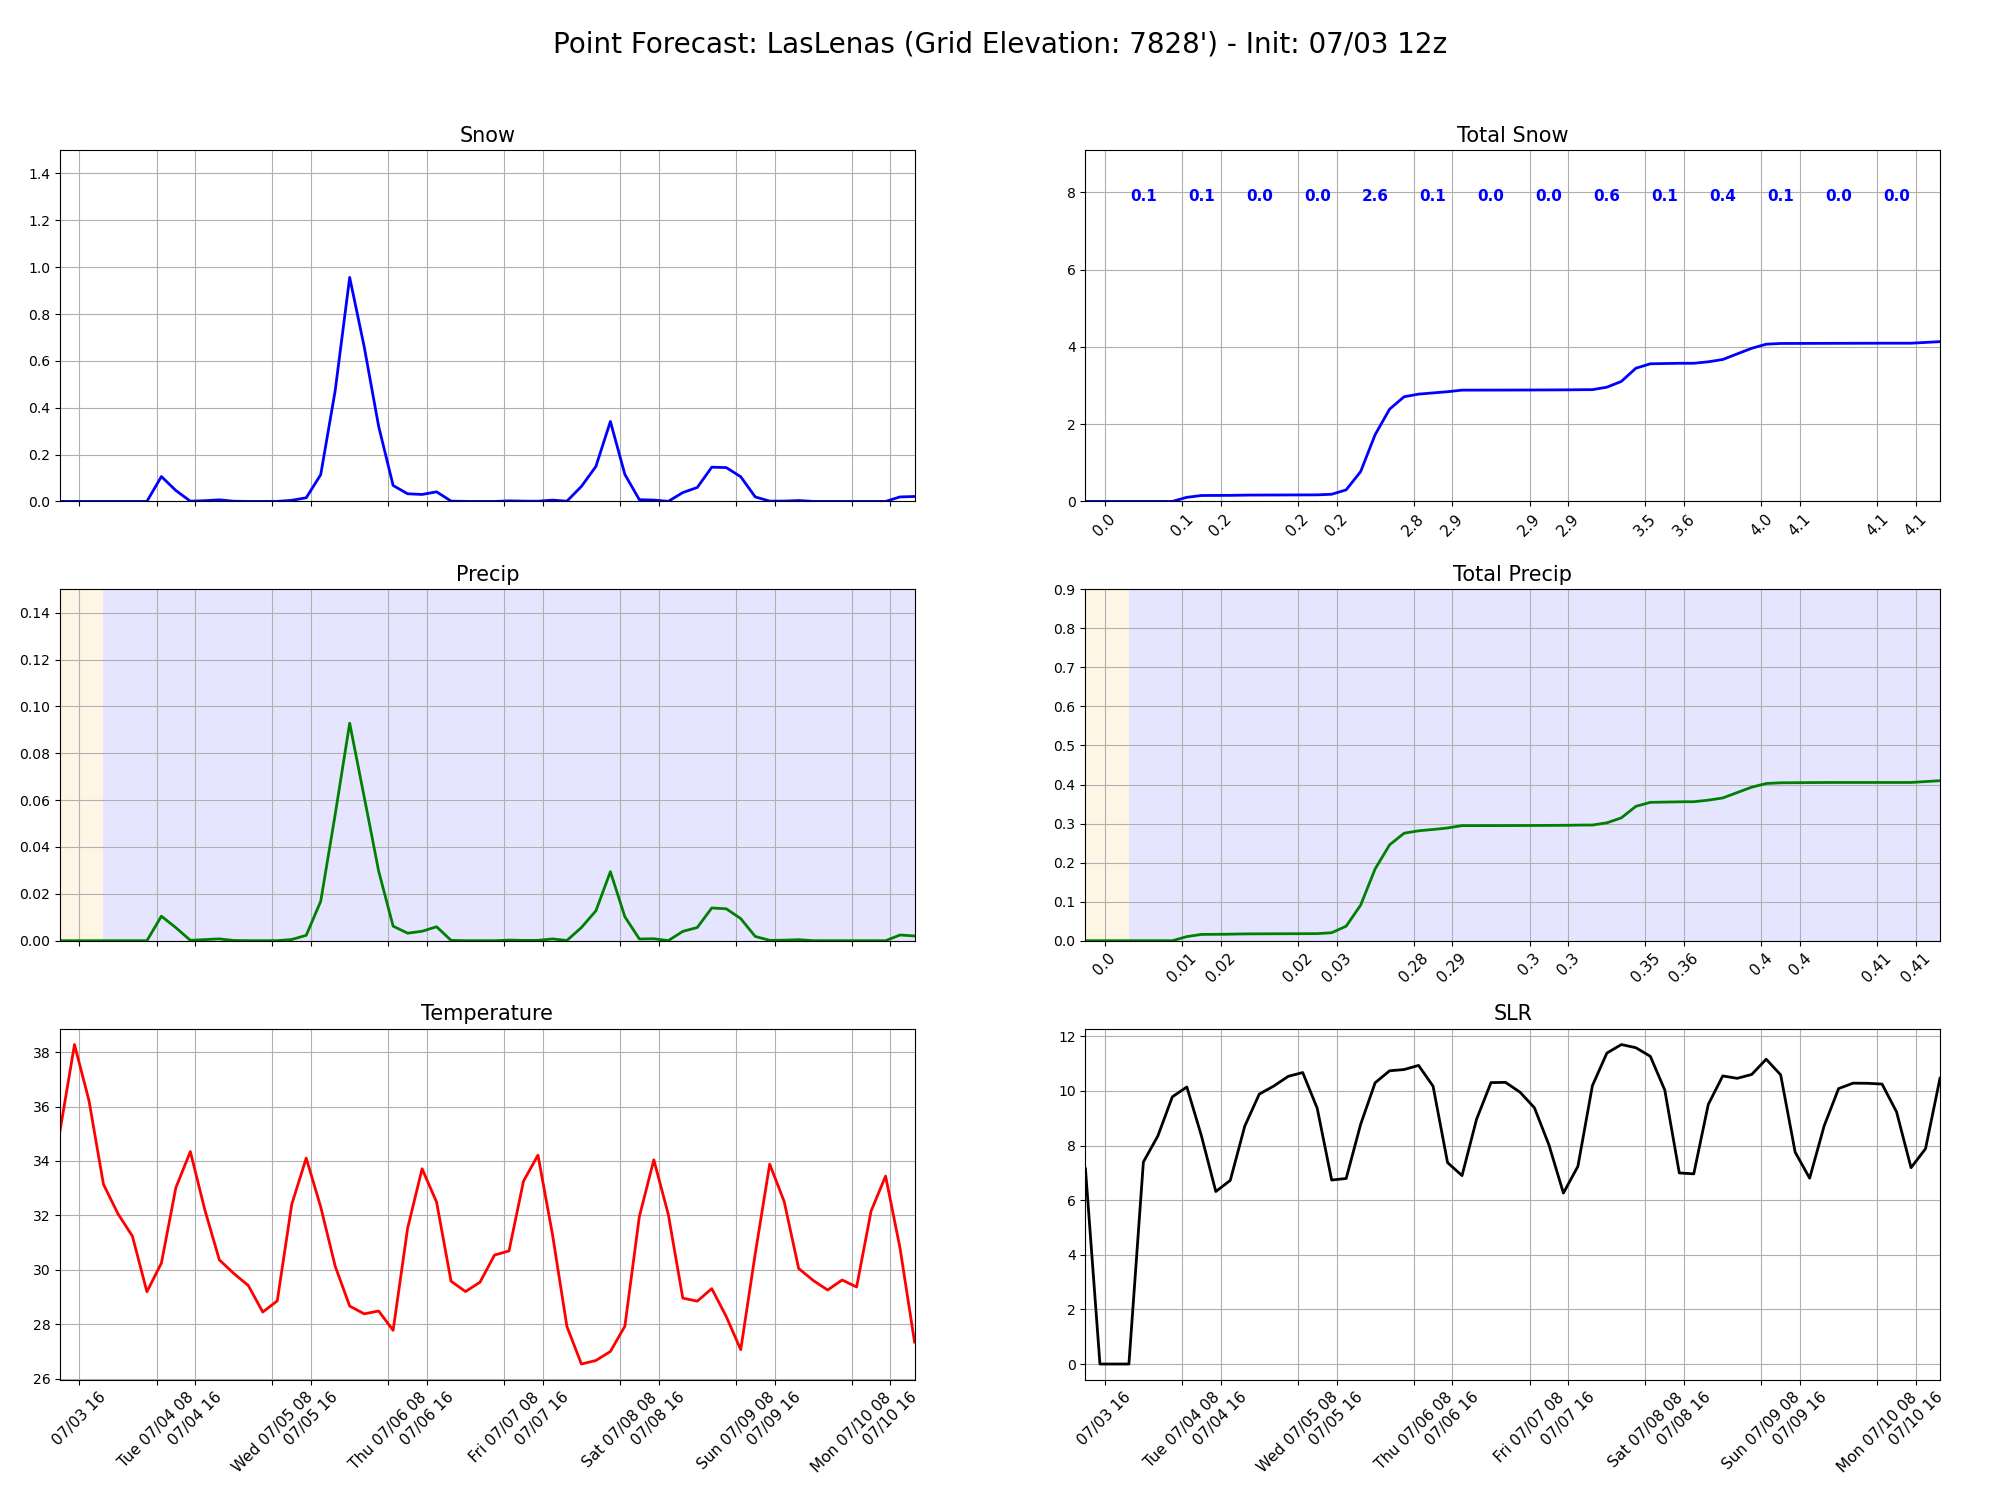 Point Forecast: LasLenas (Grid Elevation: 7828') - Init: 07/03 12z
Snow
1.4
1.2
1.0
0.8
0.6
0.4
0.2
0.0
Total Snow
8
6
4
2
0
0.1 0.1 0.0 0.0 2.6 0.1 0.0 0.0 0.6 0.1 0.4 0.1 0.0 0.0
0.0 0.1 0.2 0.2 0.2 2.8 2.9 2.9 2.9 3.5 3.6 4.0 4.1 4.1 4.1
Precip
0.14
0.12
0.10
0.08
0.06
0.04
0.02
0.00
Total Precip
0.9
0.8
0.7
0.6
0.5
0.4
0.3
0.2
0.1
0.0
0.0 0.01 0.02 0.02 0.03 0.28 0.29 0.3 0.3 0.35 0.36 0.4 0.4 0.41 0.41
Temperature
38
36
34
32
30
28
26
07/03 16
Tue 07/04 08
07/04 16
Wed 07/05 08
07/05 16
Thu 07/06 08
07/06 16
Fri 07/07 08
07/07 16
Sat 07/08 08
07/08 16
Sun 07/09 08
07/09 16
Mon 07/10 08
07/10 16
SLR
12
10
8
6
4
2
0
07/03 16
Tue 07/04 08
07/04 16
Wed 07/05 08
07/05 16
Thu 07/06 08
07/06 16
Fri 07/07 08
07/07 16
Sat 07/08 08
07/08 16
Sun 07/09 08
07/09 16
Mon 07/10 08
07/10 16